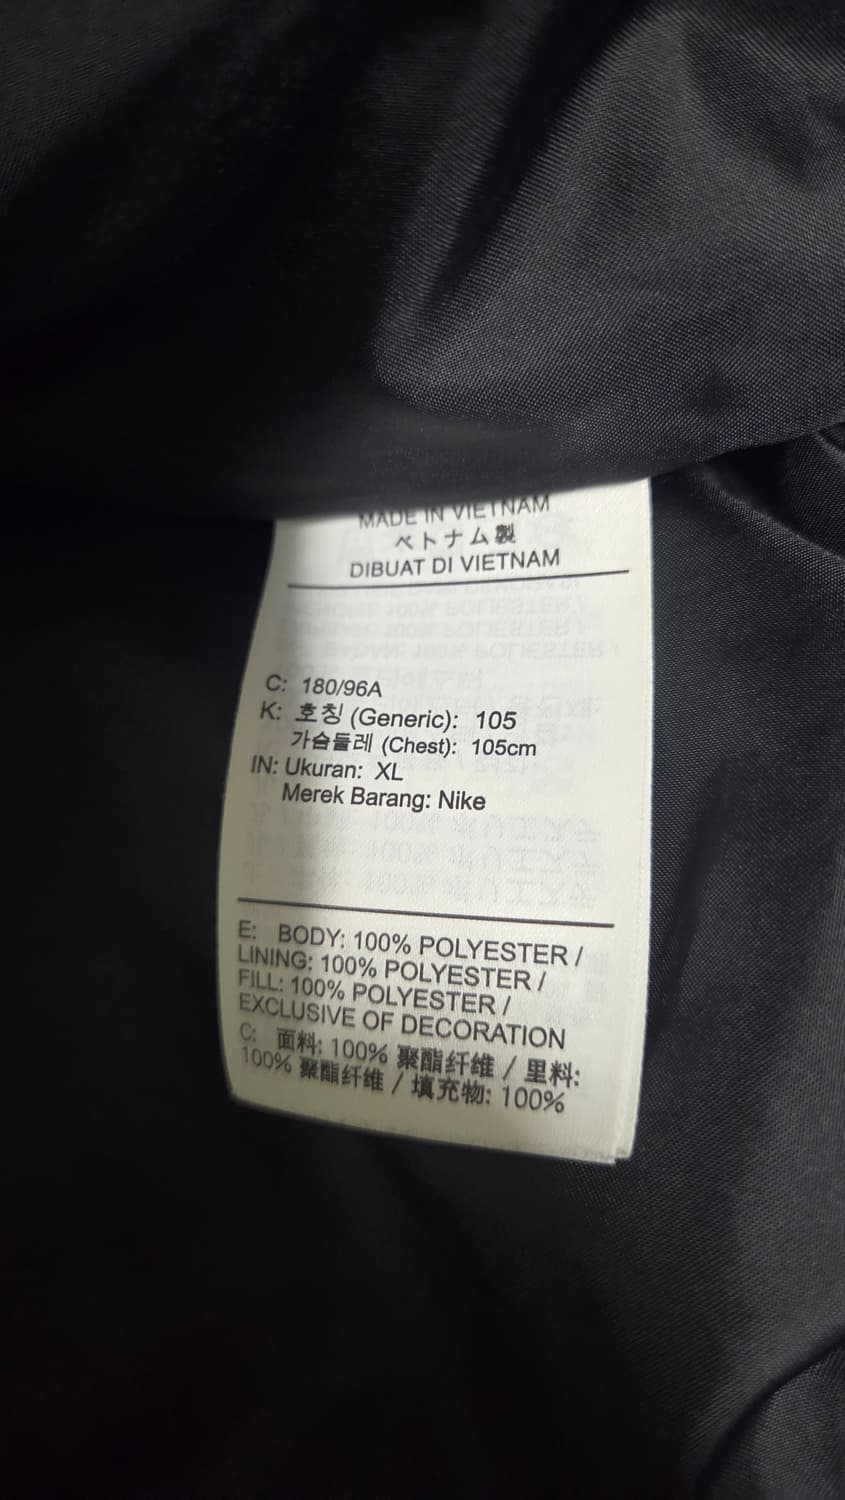 MADE IN VIETNAM
ベトナム製
DIBUAT DI VIETNAM
C: 180/96A
K: 호칭 (Generic): 105
가슴둘레 (Chest): 105cm
IN: Ukuran: XL
Merek Barang: Nike
E: BODY: 100% POLYESTER /
LINING: 100% POLYESTER /
FILL: 100% POLYESTER /
EXCLUSIVE OF DECORATION
C: 面料: 100% 聚酯纤维 / 里料:
100% 聚酯纤维 / 填充物: 100%